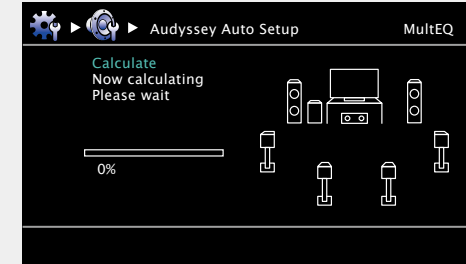 Audyssey Auto Setup MultEQ
Calculate
Now calculating
Please wait
0%